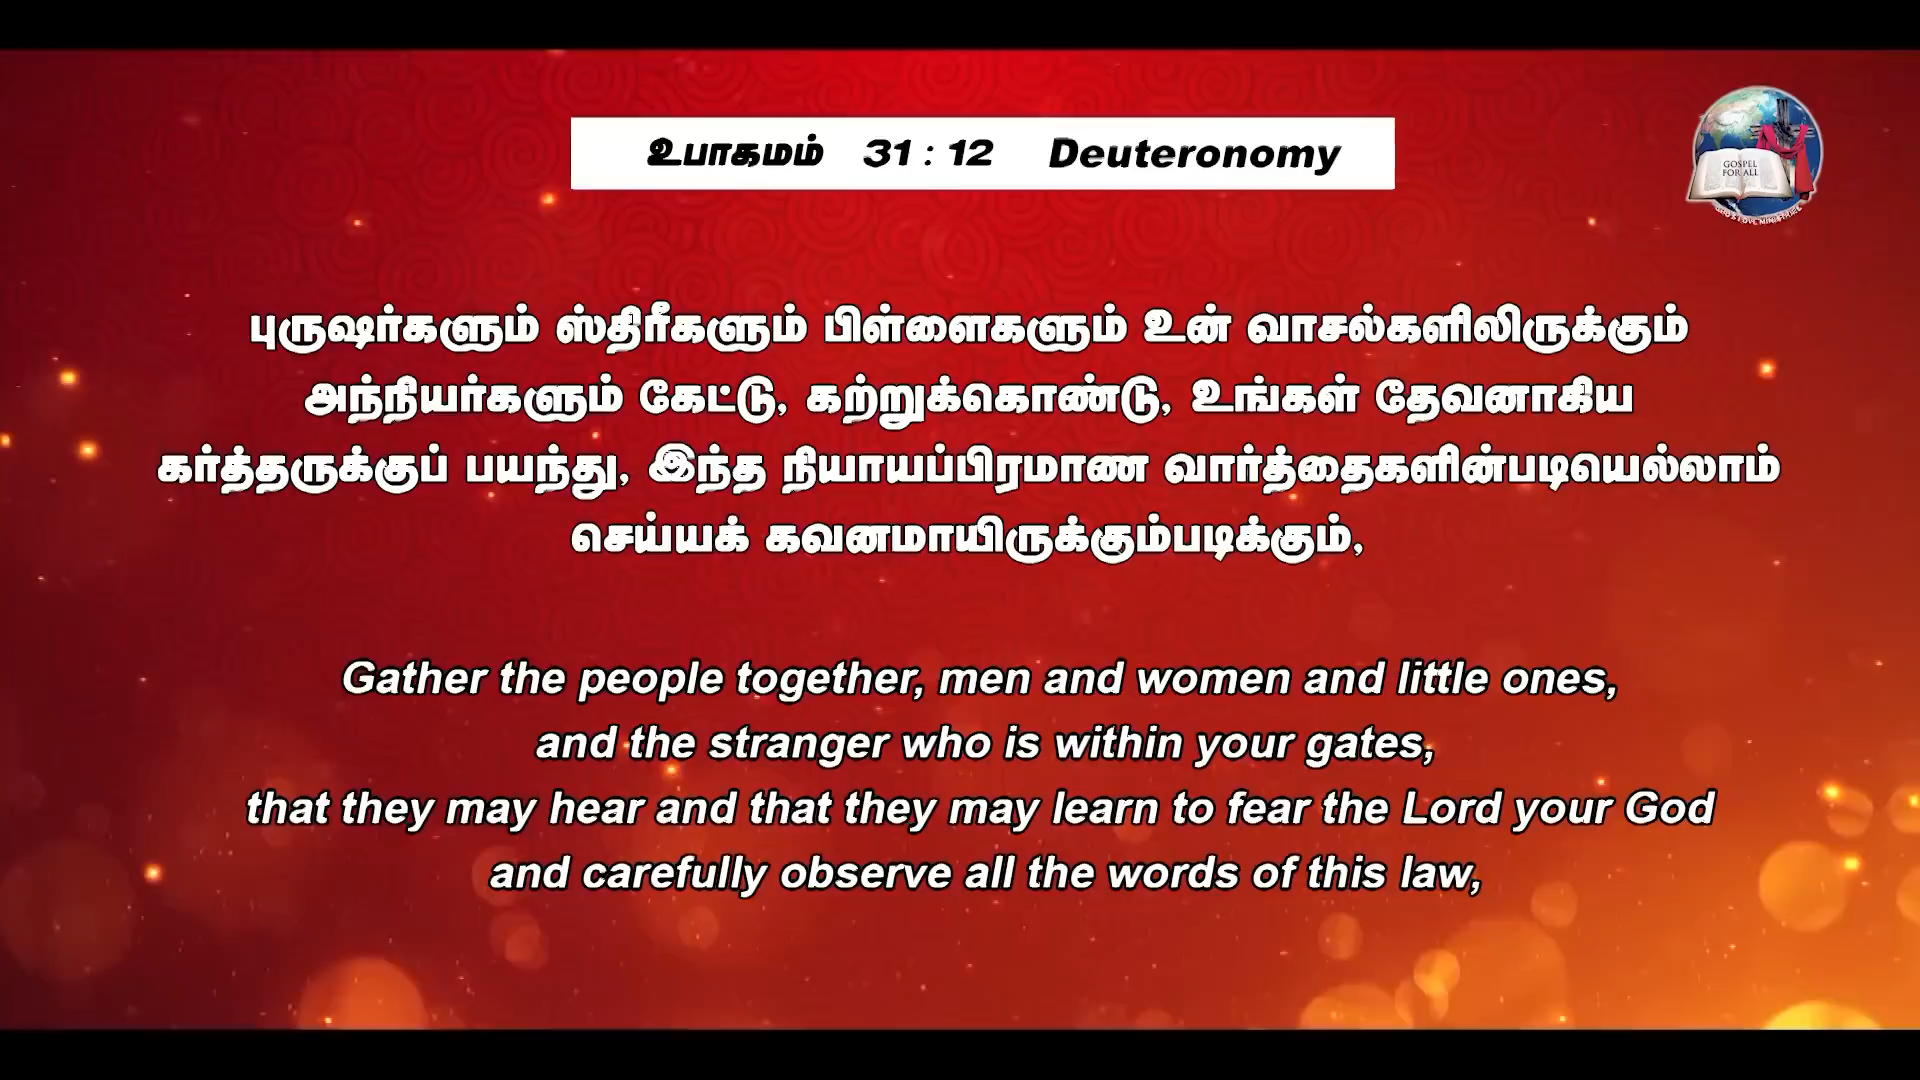 உபாகமம் 31 : 12 Deuteronomy
GOSPEL
FOR ALL
புருஷர்களும் ஸ்திரீகளும் பிள்ளைகளும் உன் வாசல்களிலிருக்கும்
அந்நியர்களும் கேட்டு, கற்றுக்கொண்டு, உங்கள் தேவனாகிய
கர்த்தருக்குப் பயந்து, இந்த நியாயப்பிரமாண வார்த்தைகளின்படியெல்லாம்
செய்யக் கவனமாயிருக்கும்படிக்கும்,
Gather the people together, men and women and little ones,
and the stranger who is within your gates,
that they may hear and that they may learn to fear the Lord your God
and carefully observe all the words of this law,